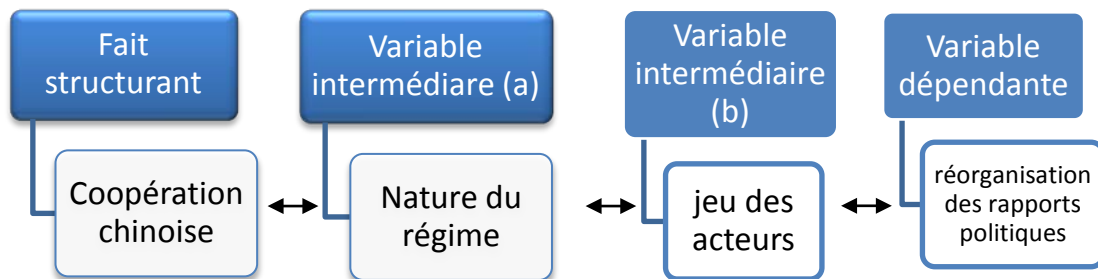 Fait
structurant
Variable
intermédiare (a)
Variable
intermédiaire
(b)
Variable
dépendante
Coopération
chinoise
Nature du
régime
jeu des
acteurs
réorganisation
des rapports
politiques